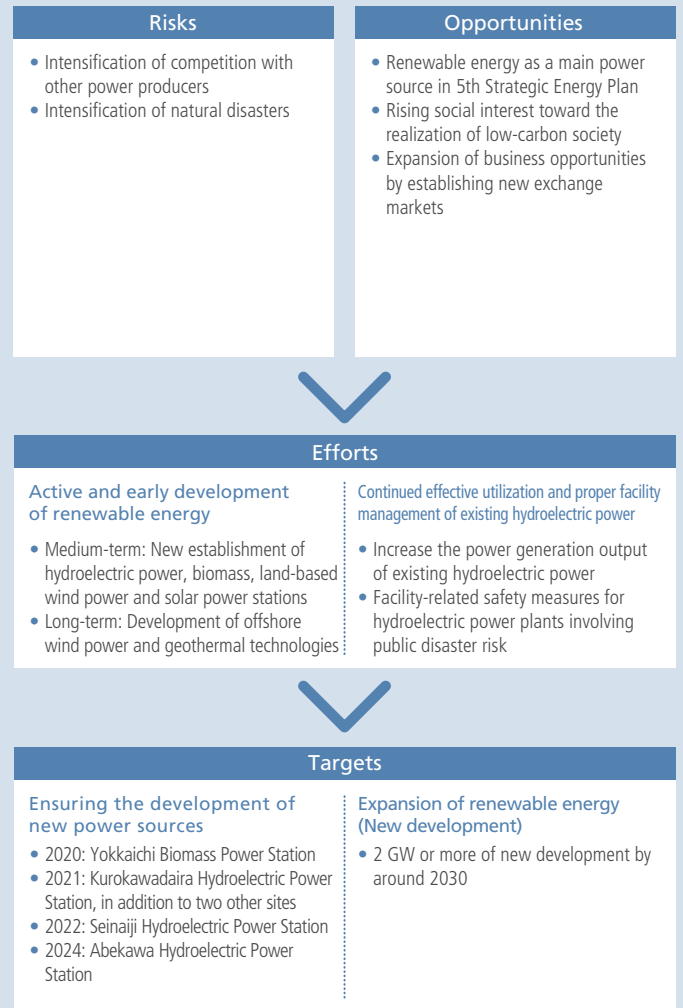 Risks
• Intensification of competition with
other power producers
• Intensification of natural disasters
Opportunities
• Renewable energy as a main power
source in 5th Strategic Energy Plan
• Rising social interest toward the
realization of low-carbon society
• Expansion of business opportunities
by establishing new exchange
markets
Efforts
Active and early development
of renewable energy
• Medium-term: New establishment of
hydroelectric power, biomass, land-based
wind power and solar power stations
• Long-term: Development of offshore
wind power and geothermal technologies
Continued effective utilization and proper facility
management of existing hydroelectric power
• Increase the power generation output
of existing hydroelectric power
• Facility-related safety measures for
hydroelectric power plants involving
public disaster risk
Targets
Ensuring the development of
new power sources
• 2020: Yokkaichi Biomass Power Station
• 2021: Kurokawadaira Hydroelectric Power
Station, in addition to two other sites
• 2022: Seinaiji Hydroelectric Power Station
• 2024: Abekawa Hydroelectric Power
Station
Expansion of renewable energy
(New development)
• 2 GW or more of new development by
around 2030